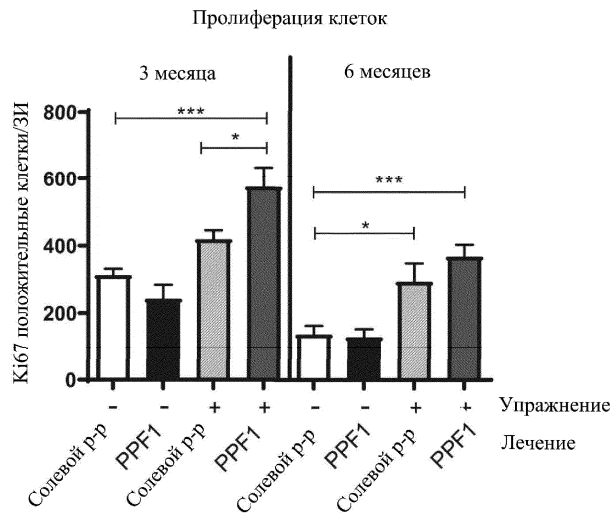 Пролиферация клеток
3 месяца
6 месяцев
Ki67 положительные клетки/ЗИ
800
600
400
200
0
***
*
***
*
- - + + - - + + Упражнение
Солевой р-р PPF1 Солевой р-р PPF1 Солевой р-р PPF1 Солевой р-р PPF1 Лечение